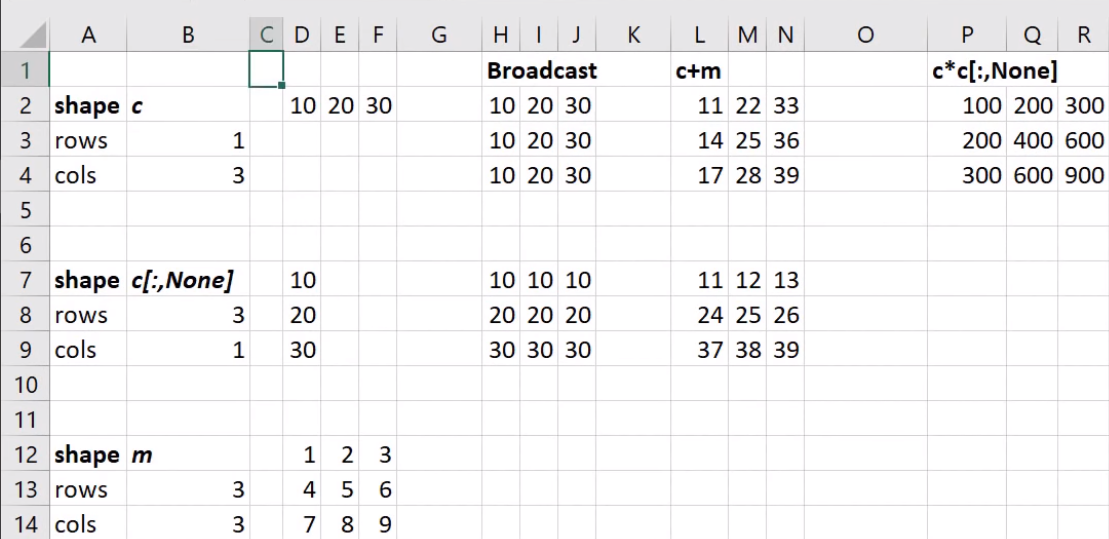 A B C D E F G H I J K L M N O P Q R
1 Broadcast c+m c*c[:,None]
2 shape c 10 20 30 10 20 30 11 22 33 100 200 300
3 rows 1 10 20 30 14 25 36 200 400 600
4 cols 3 10 20 30 17 28 39 300 600 900
5
6
7 shape c[:,None] 10 10 10 10 11 12 13
8 rows 3 20 20 20 20 24 25 26
9 cols 1 30 30 30 30 37 38 39
10
11
12 shape m 1 2 3
13 rows 3 4 5 6
14 cols 3 7 8 9